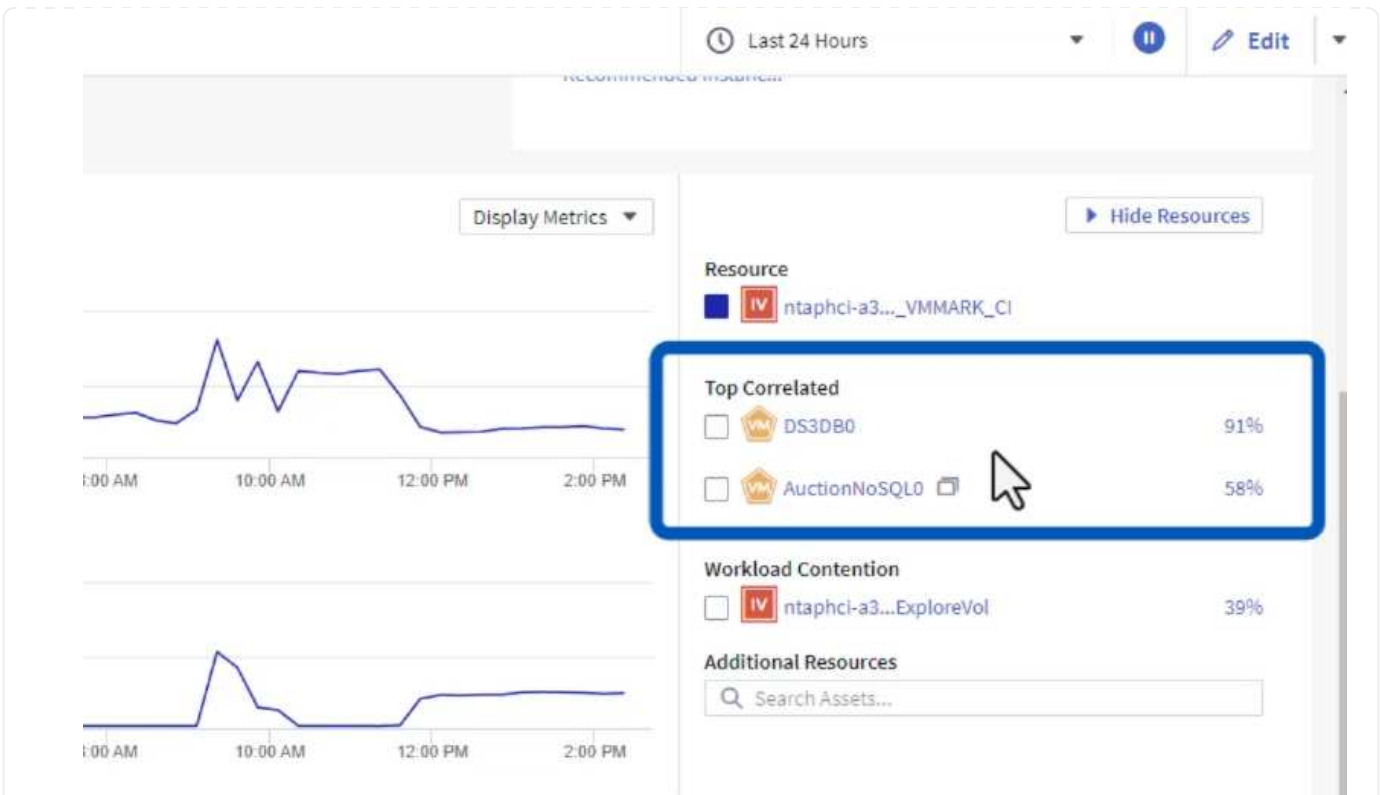 Last 24 Hours
Edit
Recommended Instanc...
Display Metrics
Hide Resources
Resource
IV ntaphci-a3..._VMMARK_CI
Top Correlated
VM DS3DB0 91%
VM AuctionNoSQL0 58%
:00 AM 10:00 AM 12:00 PM 2:00 PM
Workload Contention
IV ntaphci-a3...ExploreVol 39%
Additional Resources
Search Assets...
:00 AM 10:00 AM 12:00 PM 2:00 PM